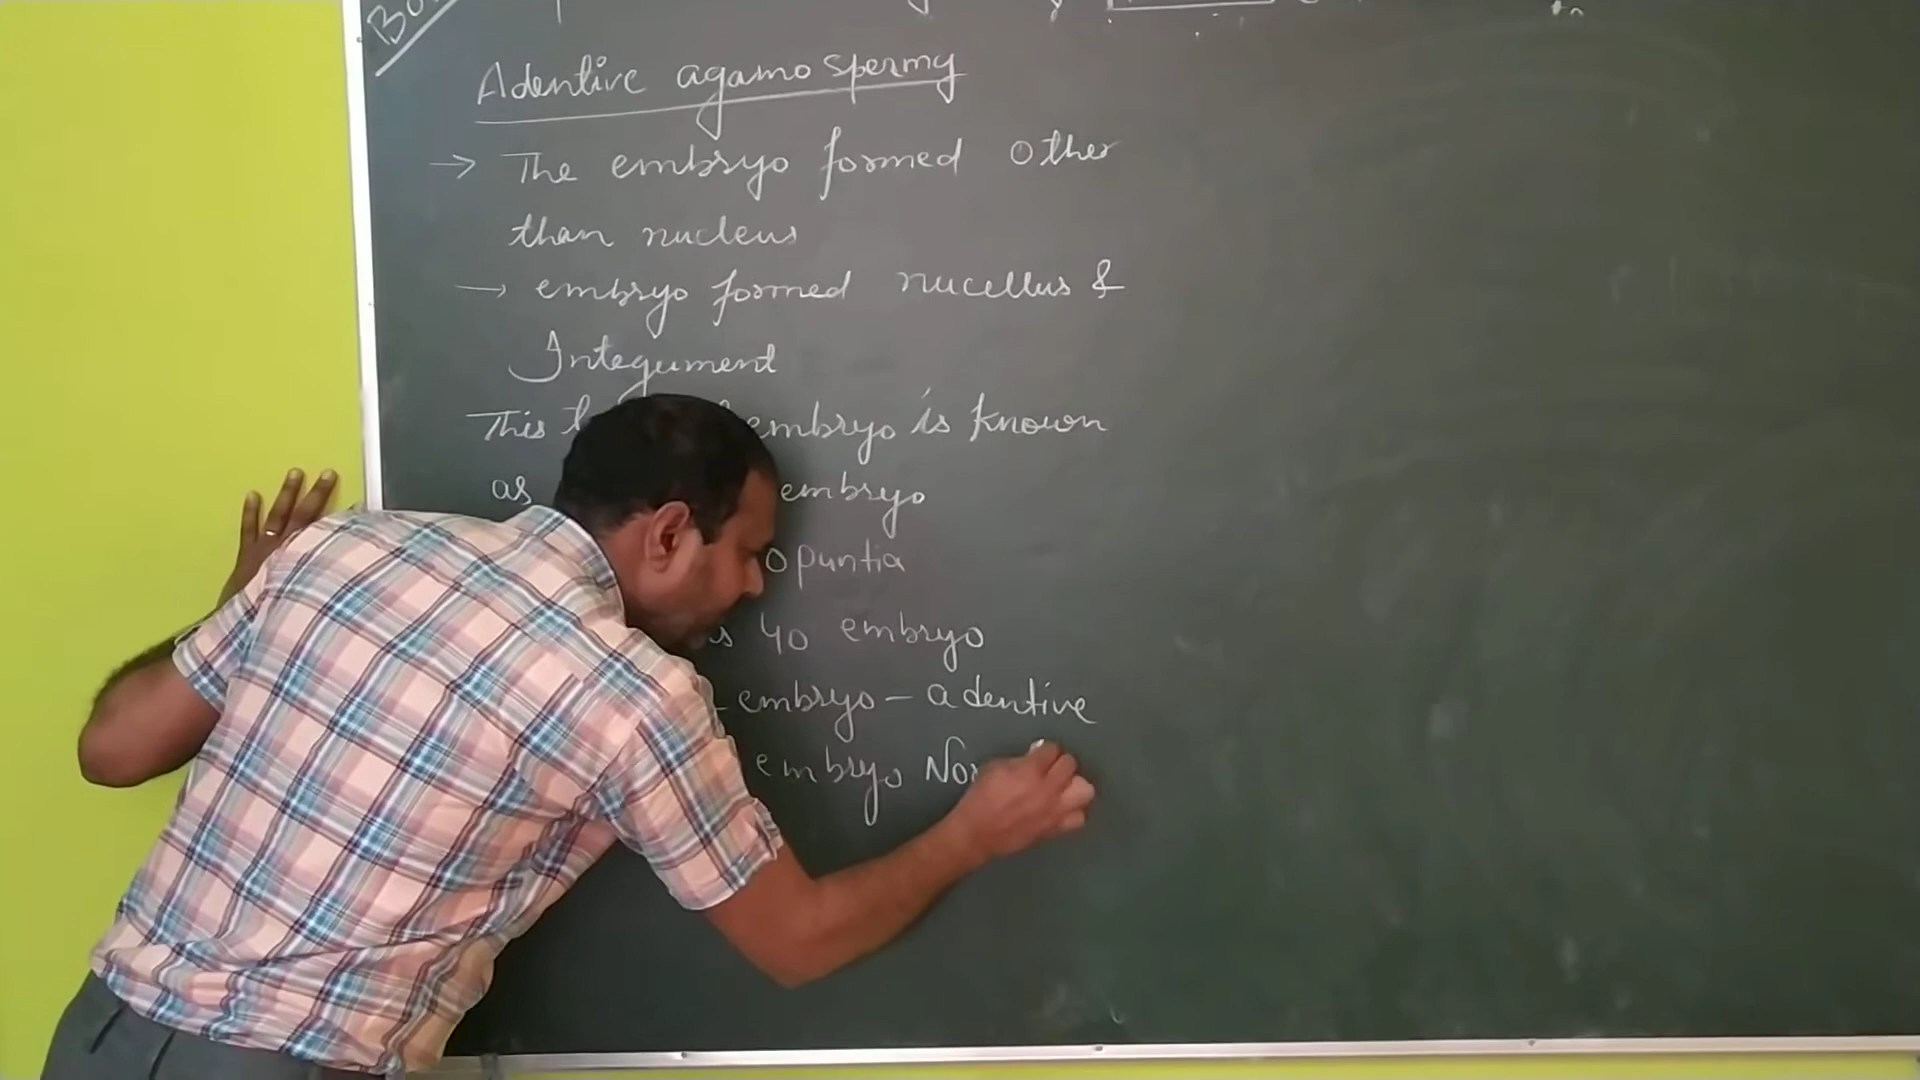 Adentive agamospermy
→ The embryo formed other
than nucleus
→ embryo formed nucellus &
Integument
This embryo is known
as embryo
opuntia
40 embryo
embryo - adentive
embryo